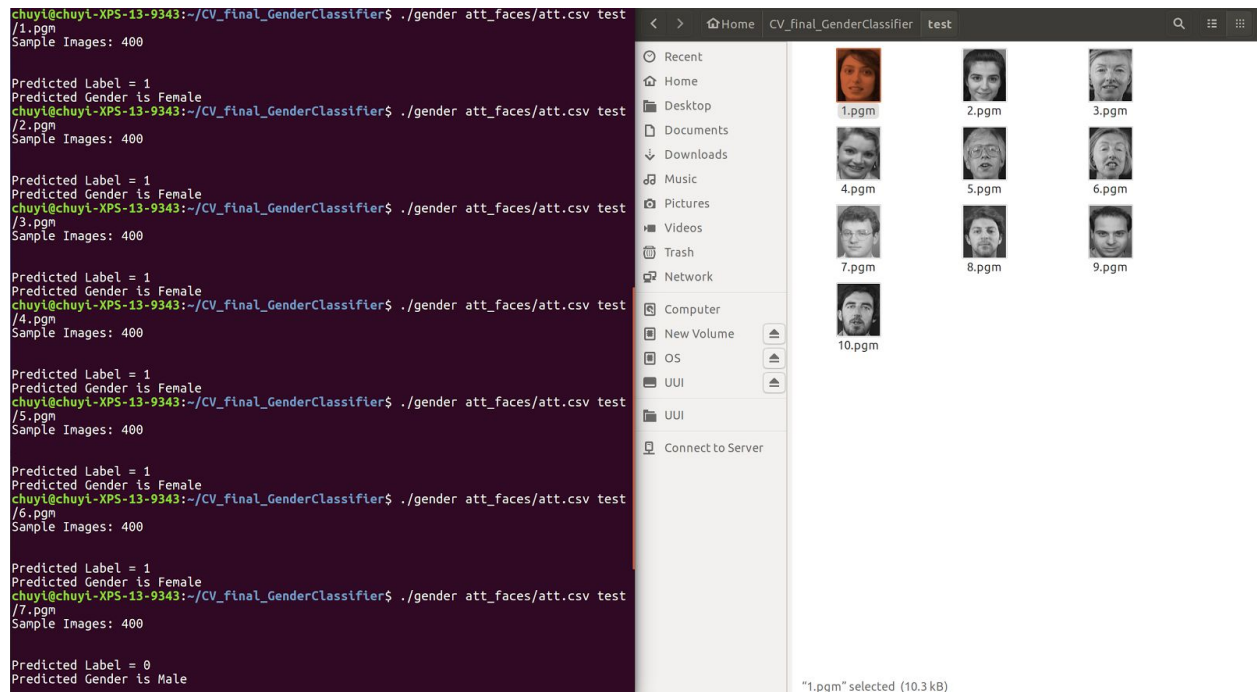 chuyi@chuyi-XPS-13-9343:~/CV_final_GenderClassifier$ ./gender att_faces/att.csv test
/1.pgm
Sample Images: 400
Predicted Label = 1
Predicted Gender is Female
chuyi@chuyi-XPS-13-9343:~/CV_final_GenderClassifier$ ./gender att_faces/att.csv test
/2.pgm
Sample Images: 400
Predicted Label = 1
Predicted Gender is Female
chuyi@chuyi-XPS-13-9343:~/CV_final_GenderClassifier$ ./gender att_faces/att.csv test
/3.pgm
Sample Images: 400
Predicted Label = 1
Predicted Gender is Female
chuyi@chuyi-XPS-13-9343:~/CV_final_GenderClassifier$ ./gender att_faces/att.csv test
/4.pgm
Sample Images: 400
Predicted Label = 1
Predicted Gender is Female
chuyi@chuyi-XPS-13-9343:~/CV_final_GenderClassifier$ ./gender att_faces/att.csv test
/5.pgm
Sample Images: 400
Predicted Label = 1
Predicted Gender is Female
chuyi@chuyi-XPS-13-9343:~/CV_final_GenderClassifier$ ./gender att_faces/att.csv test
/6.pgm
Sample Images: 400
Predicted Label = 1
Predicted Gender is Female
chuyi@chuyi-XPS-13-9343:~/CV_final_GenderClassifier$ ./gender att_faces/att.csv test
/7.pgm
Sample Images: 400
Predicted Label = 0
Predicted Gender is Male
Home CV_final_GenderClassifier test
Recent
Home
Desktop
Documents
Downloads
Music
Pictures
Videos
Trash
Network
Computer
New Volume
OS
UUI
UUI
Connect to Server
1.pgm 2.pgm 3.pgm
4.pgm 5.pgm 6.pgm
7.pgm 8.pgm 9.pgm
10.pgm
"1.pgm" selected (10.3 kB)